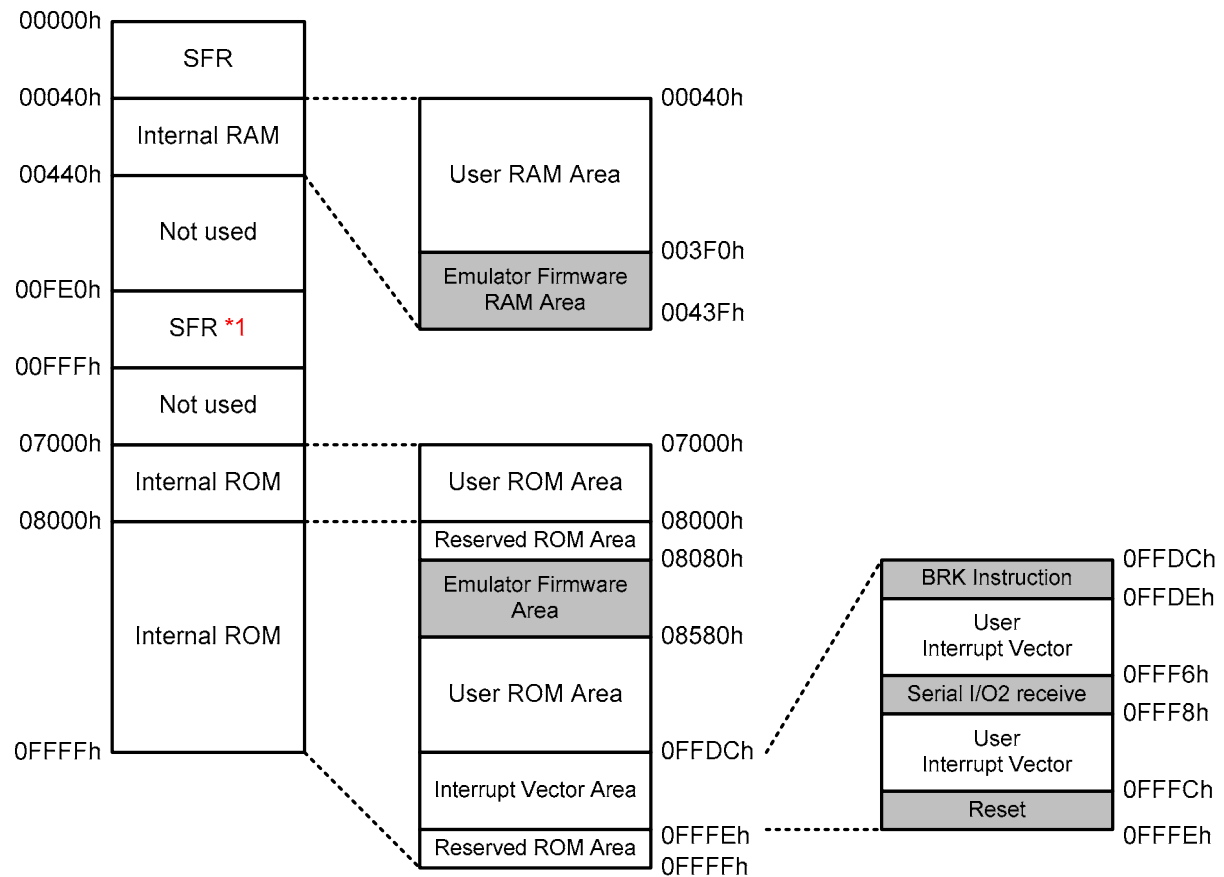 00000h
SFR
00040h
Internal RAM
00440h
Not used
00FE0h
SFR *1
00FFFh
Not used
07000h
Internal ROM
08000h
Internal ROM
0FFFFh
00040h
User RAM Area
003F0h
Emulator Firmware
RAM Area
0043Fh
07000h
User ROM Area
08000h
Reserved ROM Area
08080h
Emulator Firmware
Area
08580h
User ROM Area
0FFDCh
Interrupt Vector Area
0FFFEh
Reserved ROM Area
0FFFFh
0FFDCh
BRK Instruction
0FFDEh
User
Interrupt Vector
0FFF6h
Serial I/O2 receive
0FFF8h
User
Interrupt Vector
0FFFCh
Reset
0FFFEh